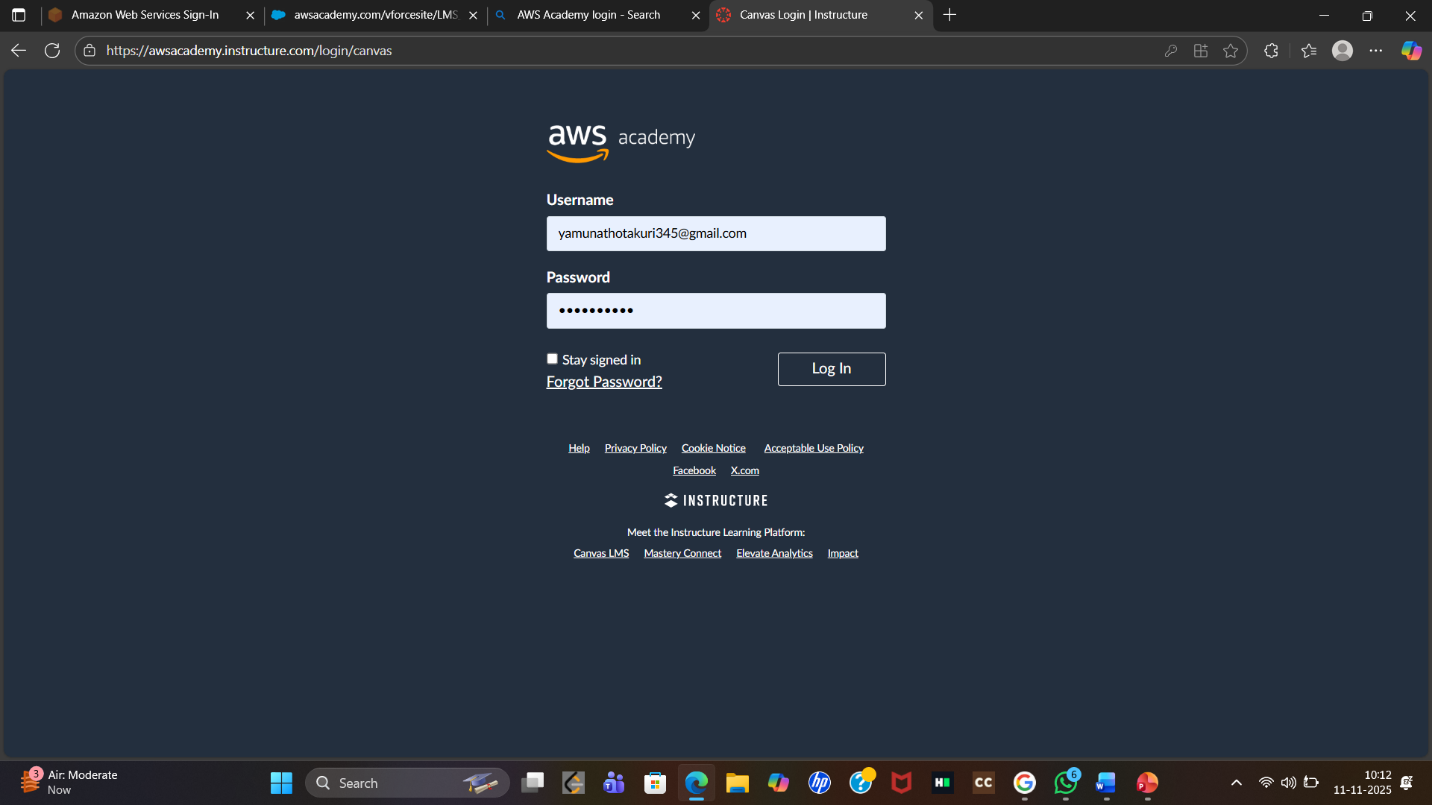 Amazon Web Services Sign-In
awsacademy.com/vforcesite/LMS
AWS Academy login - Search
Canvas Login | Instructure
https://awsacademy.instructure.com/login/canvas
aws academy
Username
yamunathotakuri345@gmail.com
Password
••••••••••
Stay signed in
Log In
Forgot Password?
Help Privacy Policy Cookie Notice Acceptable Use Policy
Facebook X.com
INSTRUCTURE
Meet the Instructure Learning Platform:
Canvas LMS Mastery Connect Elevate Analytics Impact
3
Air: Moderate
Now
Search
CC
6
10:12
11-11-2025